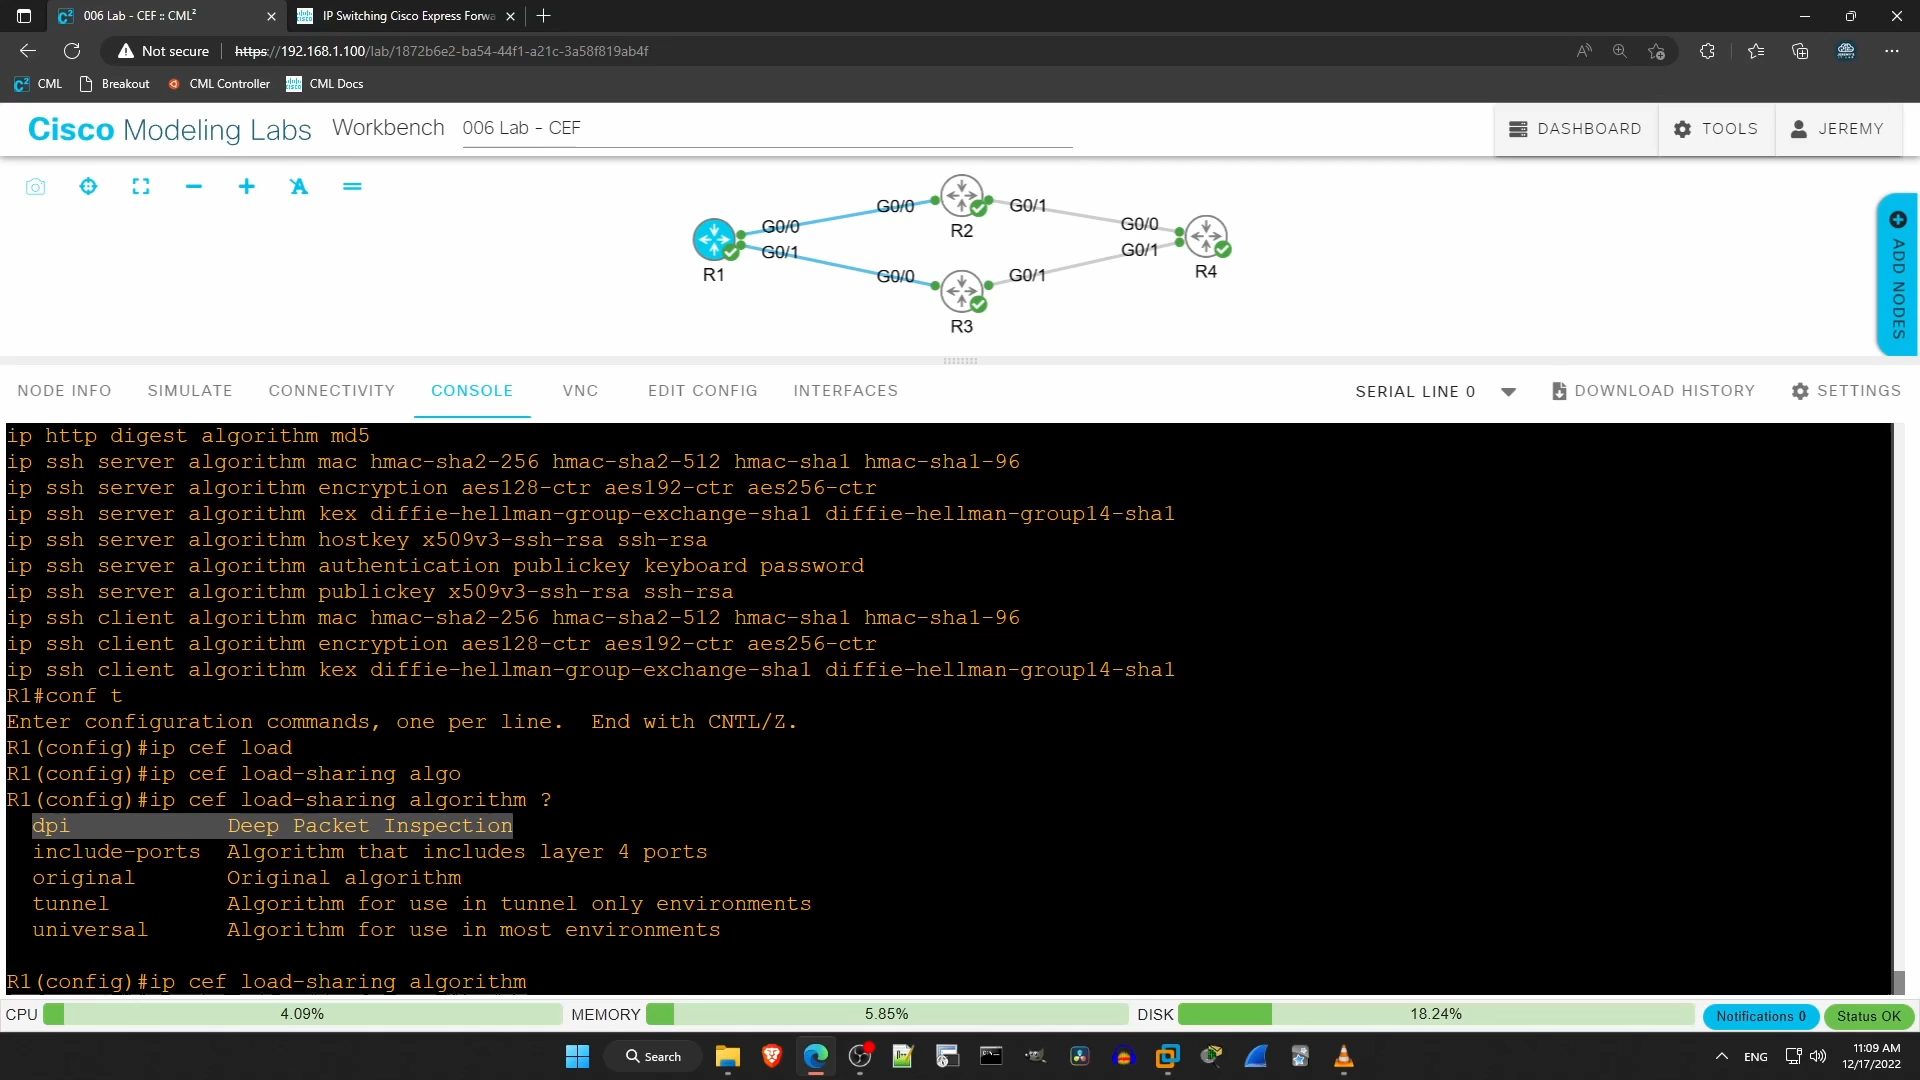 006 Lab - CEF :: CML²
IP Switching Cisco Express Forwa
Not secure
https://192.168.1.100/lab/1872b6e2-ba54-44f1-a21c-3a58f819ab4f
CML
Breakout
CML Controller
CML Docs
Cisco Modeling Labs
Workbench
006 Lab - CEF
DASHBOARD
TOOLS
JEREMY
R1
G0/0
G0/1
G0/0
R2
G0/1
G0/0
R3
G0/1
G0/0
G0/1
R4
ADD NODES
NODE INFO
SIMULATE
CONNECTIVITY
CONSOLE
VNC
EDIT CONFIG
INTERFACES
SERIAL LINE 0
DOWNLOAD HISTORY
SETTINGS
ip http digest algorithm md5
ip ssh server algorithm mac hmac-sha2-256 hmac-sha2-512 hmac-sha1 hmac-sha1-96
ip ssh server algorithm encryption aes128-ctr aes192-ctr aes256-ctr
ip ssh server algorithm kex diffie-hellman-group-exchange-sha1 diffie-hellman-group14-sha1
ip ssh server algorithm hostkey x509v3-ssh-rsa ssh-rsa
ip ssh server algorithm authentication publickey keyboard password
ip ssh server algorithm publickey x509v3-ssh-rsa ssh-rsa
ip ssh client algorithm mac hmac-sha2-256 hmac-sha2-512 hmac-sha1 hmac-sha1-96
ip ssh client algorithm encryption aes128-ctr aes192-ctr aes256-ctr
ip ssh client algorithm kex diffie-hellman-group-exchange-sha1 diffie-hellman-group14-sha1
R1#conf t
Enter configuration commands, one per line.  End with CNTL/Z.
R1(config)#ip cef load
R1(config)#ip cef load-sharing algo
R1(config)#ip cef load-sharing algorithm ?
dpi            Deep Packet Inspection
include-ports  Algorithm that includes layer 4 ports
original       Original algorithm
tunnel         Algorithm for use in tunnel only environments
universal      Algorithm for use in most environments
R1(config)#ip cef load-sharing algorithm
CPU
4.09%
MEMORY
5.85%
DISK
18.24%
Notifications 0
Status OK
Search
ENG
11:09 AM
12/17/2022